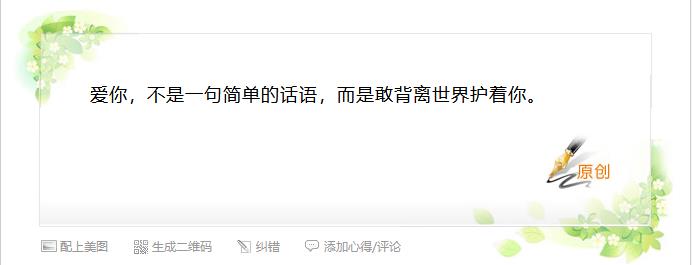 爱你，不是一句简单的话语，而是敢背离世界护着你。
原创
配上美图 生成二维码 纠错 添加心得/评论